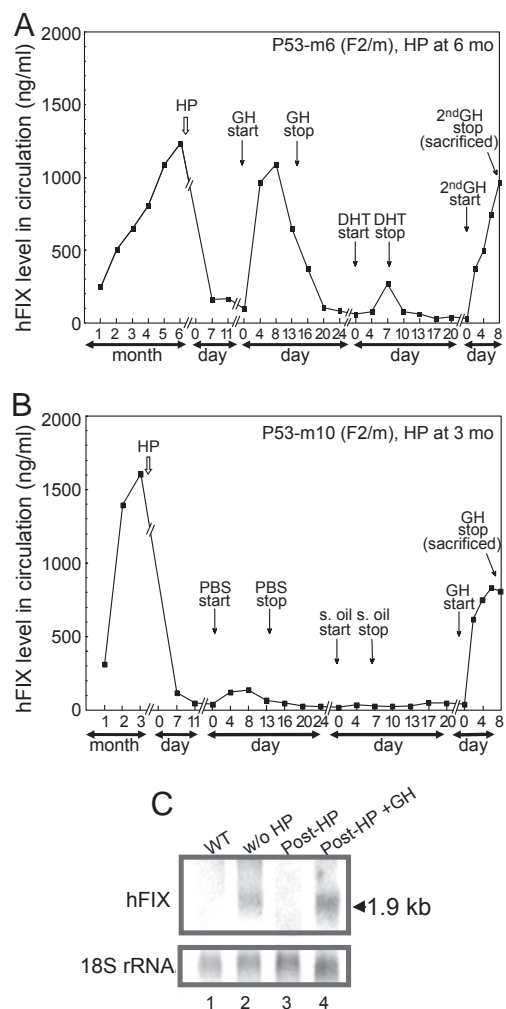 A
P53-m6 (F2/m), HP at 6 mo
hFIX level in circulation (ng/ml)
2000
1500
1000
500
0
HP
GH start
GH stop
DHT start
DHT stop
2ndGH start
2ndGH stop (sacrificed)
1 2 3 4 5 6 0 7 11 0 4 8 13 16 20 24 0 4 7 10 13 17 20 0 4 8
month day day day day
B
P53-m10 (F2/m), HP at 3 mo
hFIX level in circulation (ng/ml)
2000
1500
1000
500
0
HP
PBS start
PBS stop
s. oil start
s. oil stop
GH start
GH stop (sacrificed)
1 2 3 0 7 11 0 4 8 13 16 20 24 0 4 7 10 13 17 20 0 4 8
month day day day day
C
WT w/o HP Post-HP Post-HP +GH
hFIX
1.9 kb
18S rRNA
1 2 3 4